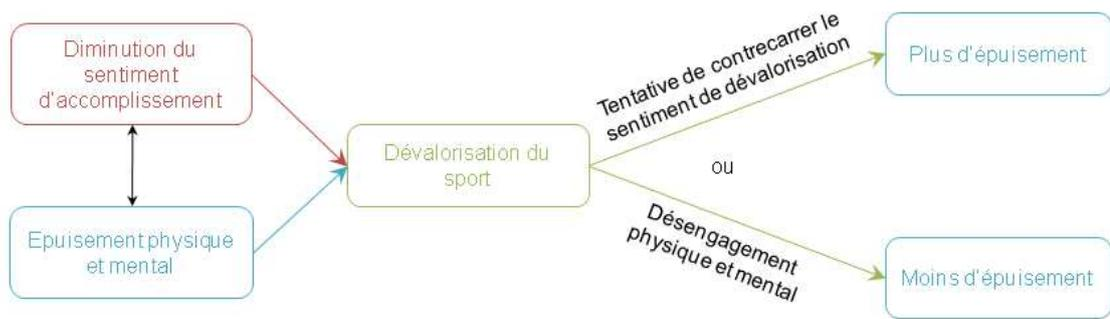 Diminution du
sentiment
d'accomplissement
Epuisement physique
et mental
Dévalorisation du
sport
Tentative de contrecarrer le
sentiment de dévalorisation
ou
Désengagement
physique et mental
Plus d'épuisement
Moins d'épuisement